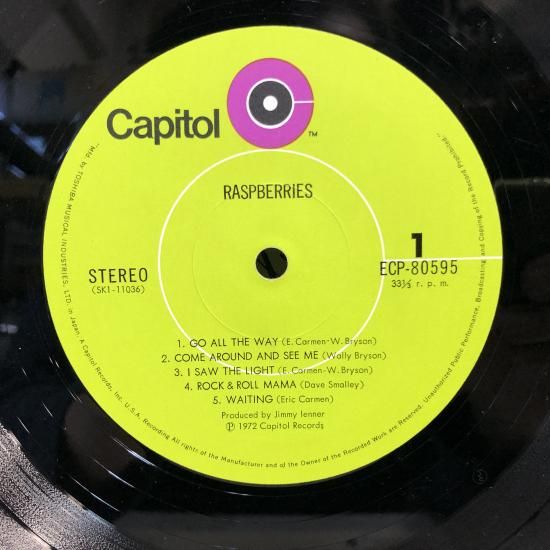 Capitol
TM
RASPBERRIES
STEREO
(SK1-11036)
1
ECP-80595
33⅓ r. p. m.
1. GO ALL THE WAY (E. Carmen-W. Bryson)
2. COME AROUND AND SEE ME (Wally Bryson)
3. I SAW THE LIGHT (E. Carmen-W. Bryson)
4. ROCK & ROLL MAMA (Dave Smalley)
5. WAITING (Eric Carmen)
Produced by Jimmy Ienner
Ⓟ 1972 Capitol Records
"Mfd. by TOSHIBA MUSICAL INDUSTRIES, LTD. in Japan. A Capitol Records, Inc., U. S. A. Recording All rights of the Manufacturer and of the Owner of the Recorded Work are Reserved. Unauthorized Public Performance, Broadcasting and Copying of the Record Prohibited."